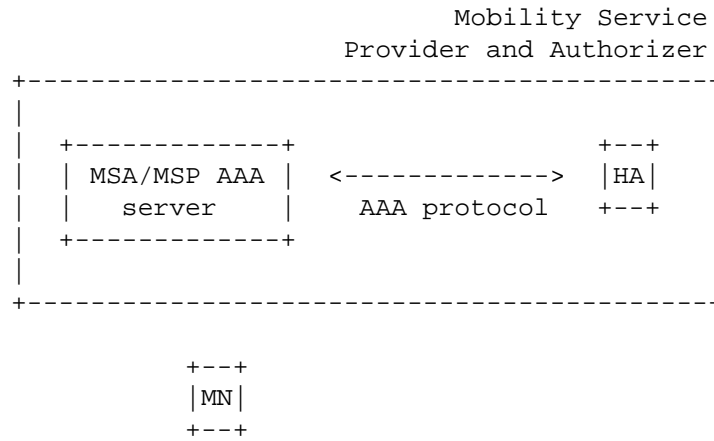 Mobility Service
Provider and Authorizer
+-------------------------------------------
|
|  +-------------+                   +--+
|  | MSA/MSP AAA |  <------------->  |HA|
|  |   server    |    AAA protocol   +--+
|  +-------------+
|
+-------------------------------------------
+--+
|MN|
+--+